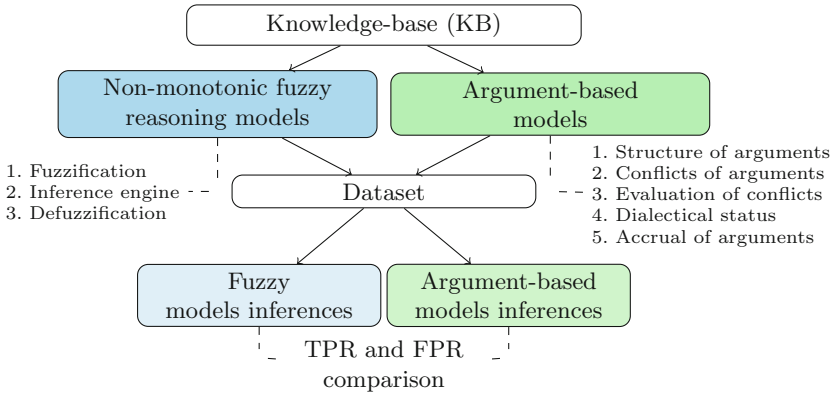 Knowledge-base (KB)
Non-monotonic fuzzy
reasoning models
Argument-based
models
1. Fuzzification
2. Inference engine
3. Defuzzification
1. Structure of arguments
2. Conflicts of arguments
3. Evaluation of conflicts
4. Dialectical status
5. Accrual of arguments
Dataset
Fuzzy
models inferences
Argument-based
models inferences
TPR and FPR
comparison